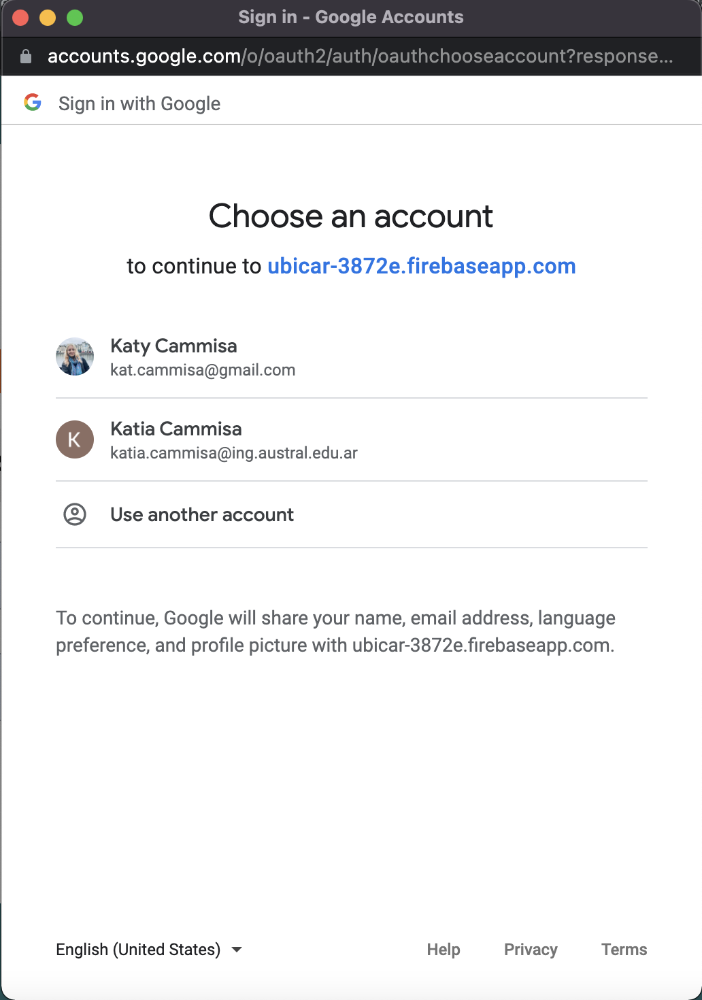 Sign in - Google Accounts
accounts.google.com/o/oauth2/auth/oauthchooseaccount?response...
Sign in with Google
Choose an account
to continue to ubicar-3872e.firebaseapp.com
Katy Cammisa
kat.cammisa@gmail.com
K
Katia Cammisa
katia.cammisa@ing.austral.edu.ar
Use another account
To continue, Google will share your name, email address, language
preference, and profile picture with ubicar-3872e.firebaseapp.com.
English (United States)
Help
Privacy
Terms